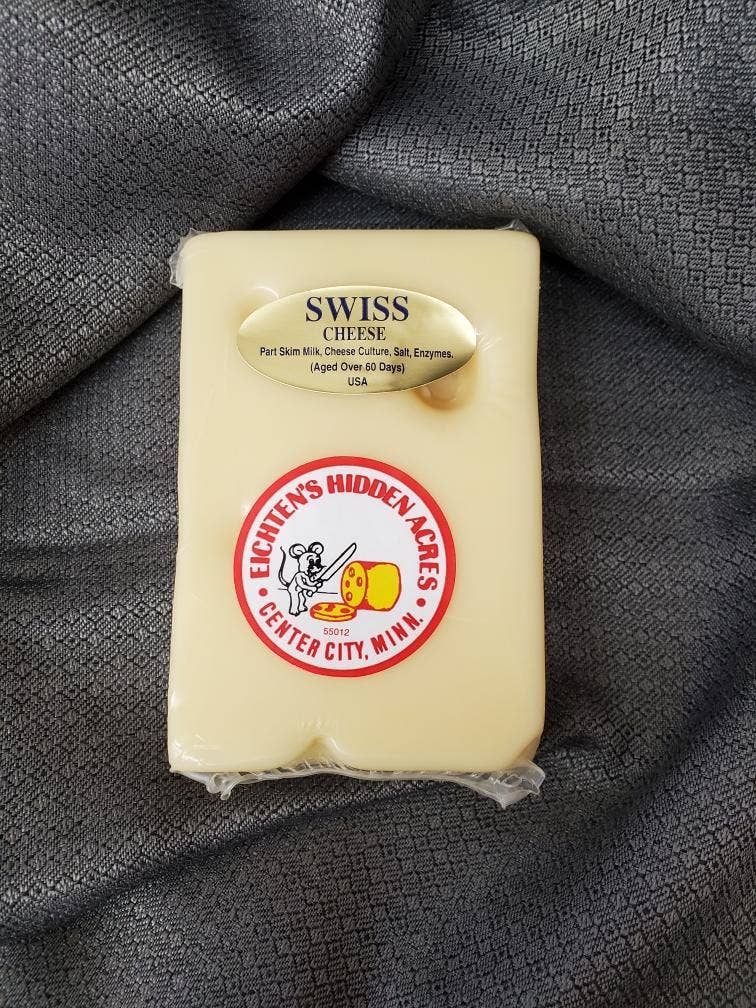 SWISS
CHEESE
Part Skim Milk, Cheese Culture, Salt, Enzymes.
(Aged Over 60 Days)
USA
EICHTEN'S HIDDEN ACRES
55012
• CENTER CITY, MINN. •